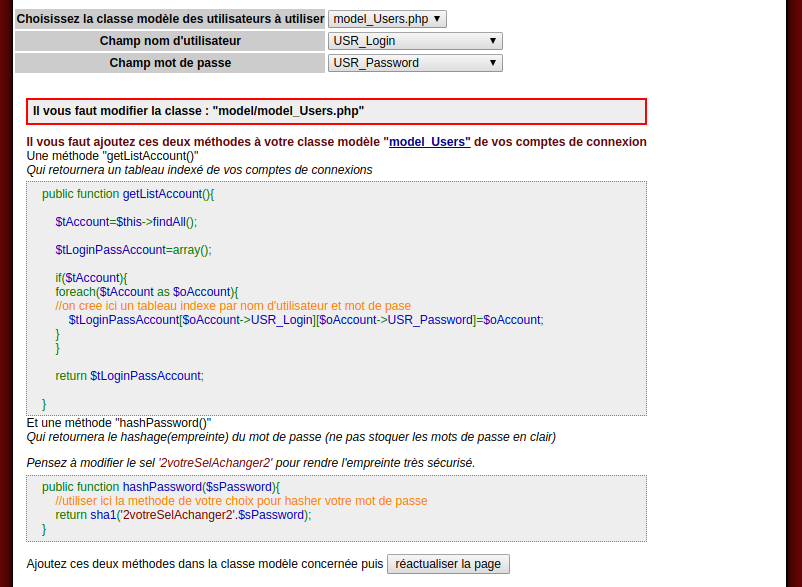 Choisissez la classe modèle des utilisateurs à utiliser model_Users.php
Champ nom d'utilisateur USR_Login
Champ mot de passe USR_Password
Il vous faut modifier la classe : "model/model_Users.php"
Il vous faut ajoutez ces deux méthodes à votre classe modèle "model_Users" de vos comptes de connexion
Une méthode "getListAccount()"
Qui retournera un tableau indexé de vos comptes de connexions
public function getListAccount(){
$tAccount=$this->findAll();
$tLoginPassAccount=array();
if($tAccount){
foreach($tAccount as $oAccount){
//on cree ici un tableau indexe par nom d'utilisateur et mot de pase
$tLoginPassAccount[$oAccount->USR_Login][$oAccount->USR_Password]=$oAccount;
}
}
return $tLoginPassAccount;
}
Et une méthode "hashPassword()"
Qui retournera le hashage(empreinte) du mot de passe (ne pas stoquer les mots de passe en clair)
Pensez à modifier le sel '2votreSelAchanger2' pour rendre l'empreinte très sécurisé.
public function hashPassword($sPassword){
//utiliser ici la methode de votre choix pour hasher votre mot de passe
return sha1('2votreSelAchanger2'.$sPassword);
}
Ajoutez ces deux méthodes dans la classe modèle concernée puis réactualiser la page